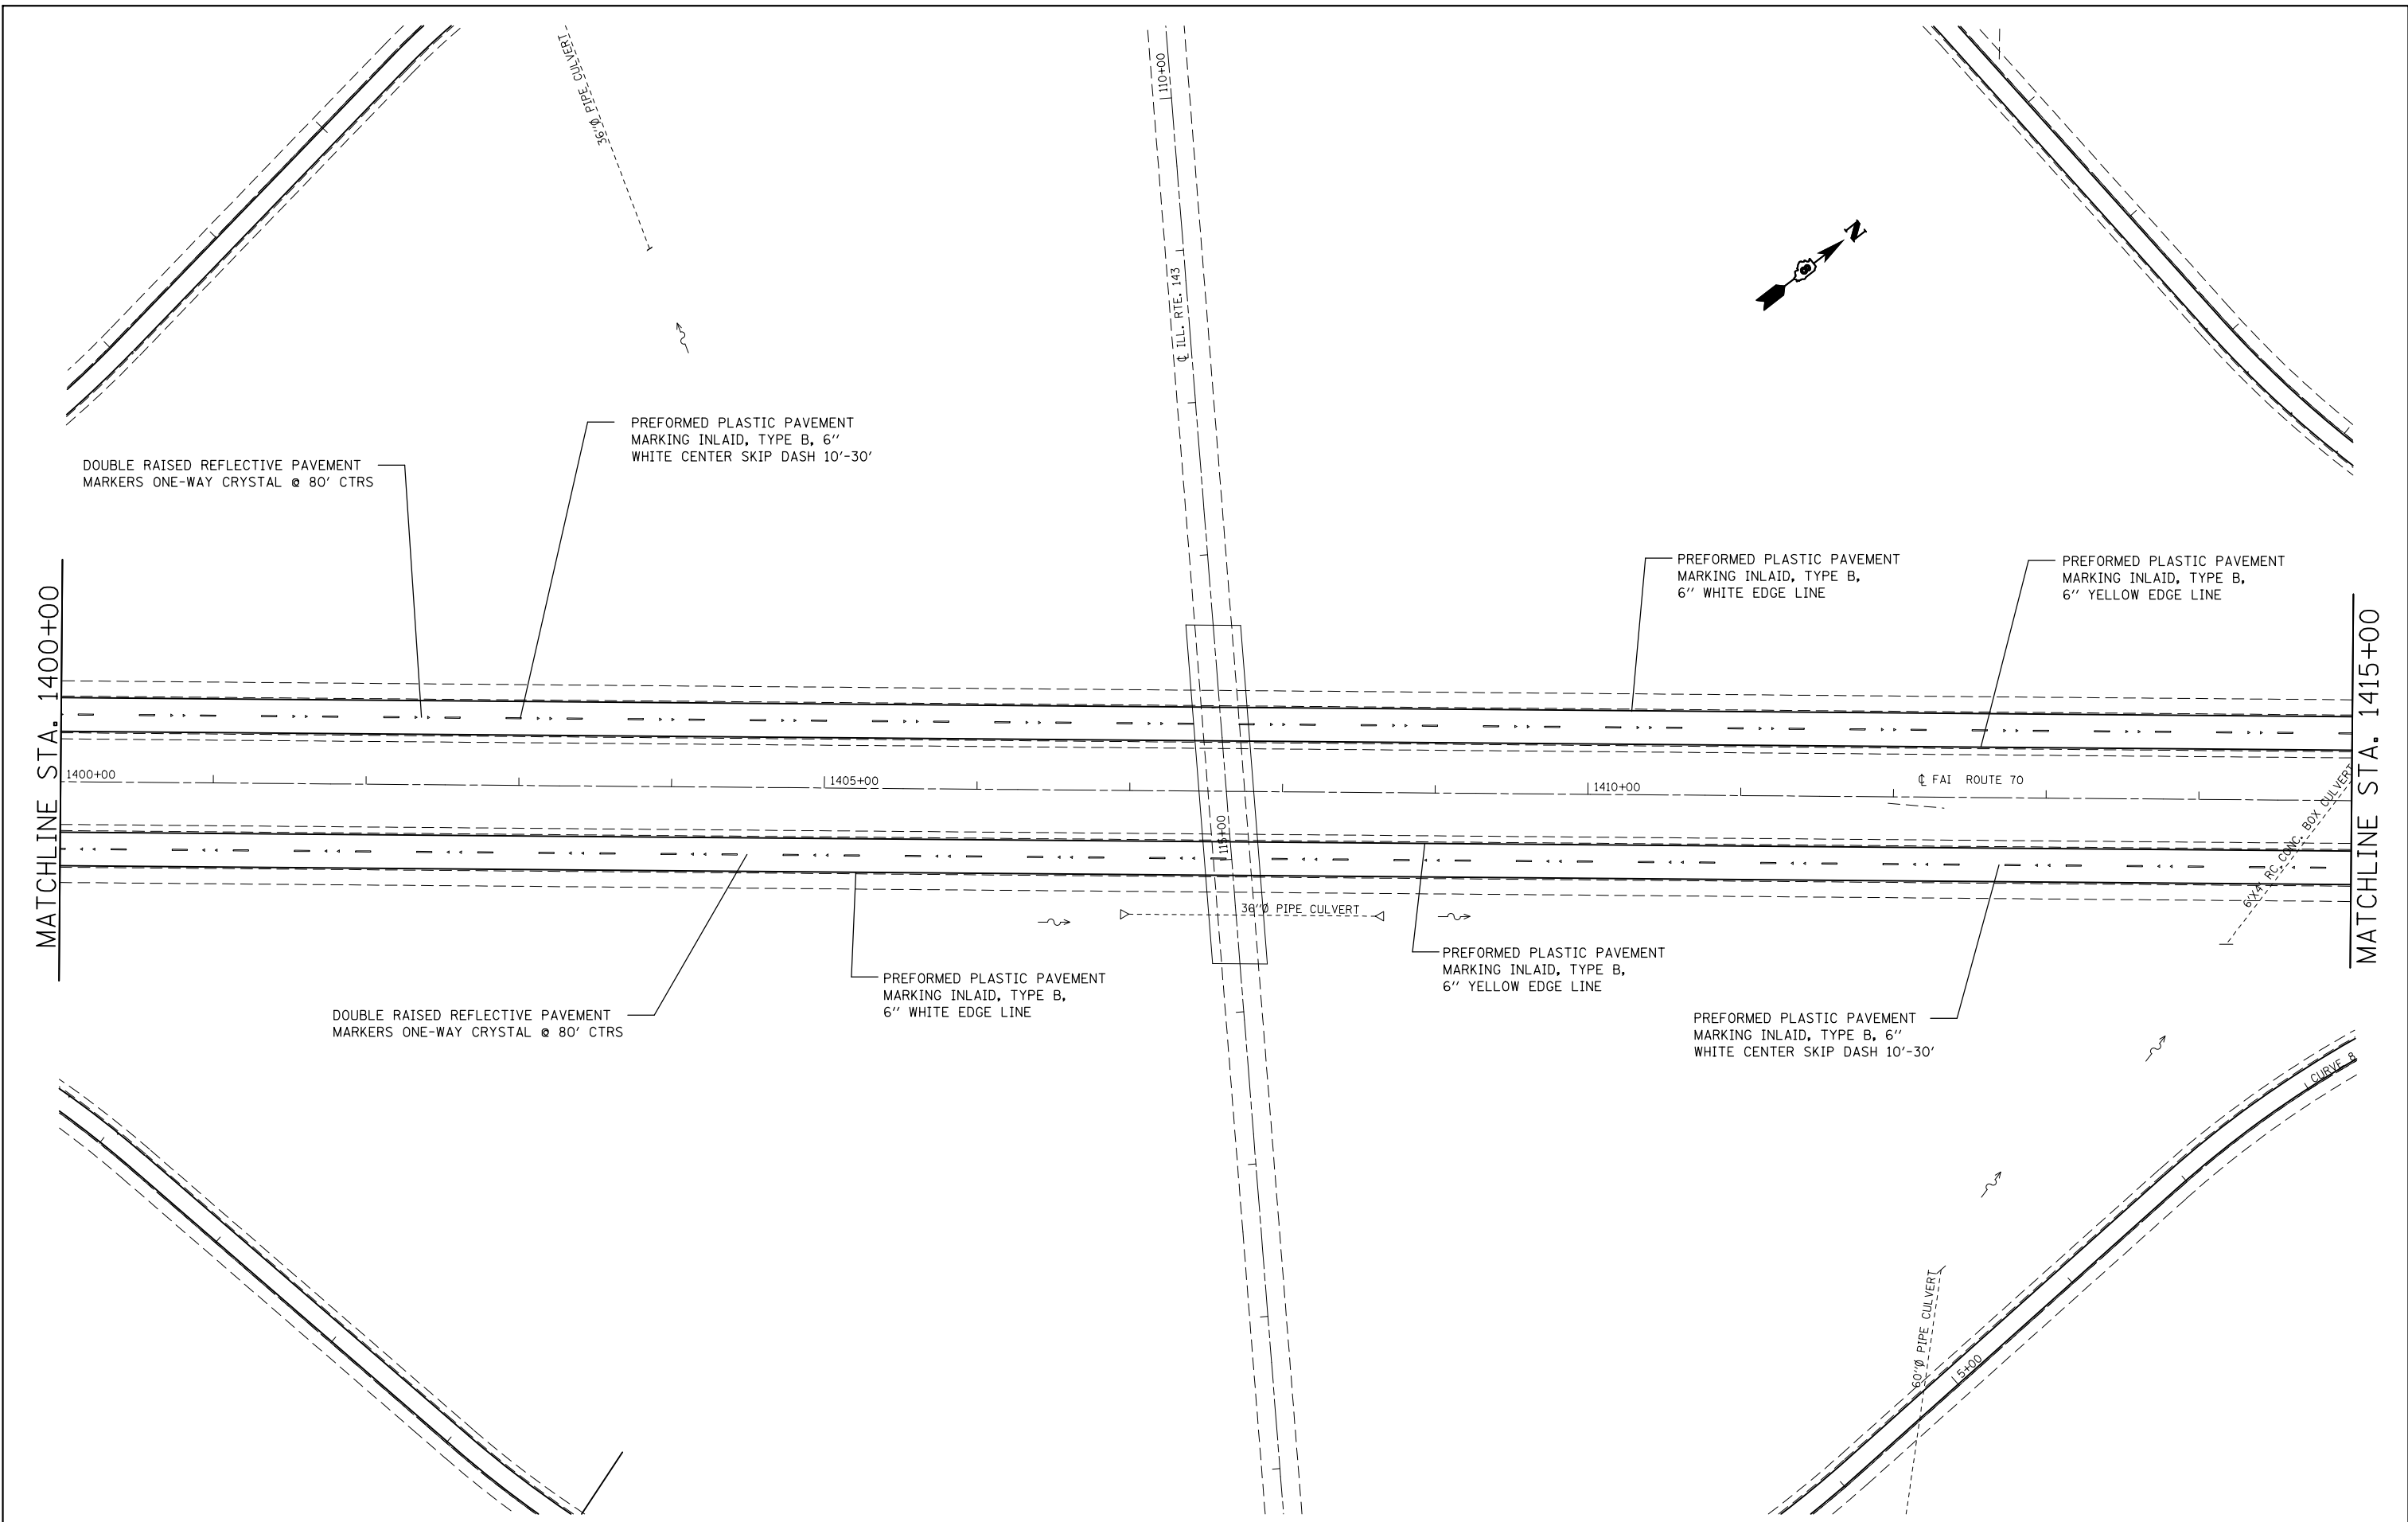 36"Ø PIPE CULVERT
110+00
N
℄ ILL. RTE. 143
PREFORMED PLASTIC PAVEMENT
MARKING INLAID, TYPE B, 6"
WHITE CENTER SKIP DASH 10'-30'
DOUBLE RAISED REFLECTIVE PAVEMENT
MARKERS ONE-WAY CRYSTAL @ 80' CTRS
PREFORMED PLASTIC PAVEMENT
MARKING INLAID, TYPE B,
6" WHITE EDGE LINE
PREFORMED PLASTIC PAVEMENT
MARKING INLAID, TYPE B,
6" YELLOW EDGE LINE
MATCHLINE STA. 1400+00
MATCHLINE STA. 1415+00
1400+00
1405+00
1410+00
℄ FAI ROUTE 70
115+00
6'X4' RC CONC. BOX CULVERT
36"Ø PIPE CULVERT
PREFORMED PLASTIC PAVEMENT
MARKING INLAID, TYPE B,
6" YELLOW EDGE LINE
PREFORMED PLASTIC PAVEMENT
MARKING INLAID, TYPE B,
6" WHITE EDGE LINE
DOUBLE RAISED REFLECTIVE PAVEMENT
MARKERS ONE-WAY CRYSTAL @ 80' CTRS
PREFORMED PLASTIC PAVEMENT
MARKING INLAID, TYPE B, 6"
WHITE CENTER SKIP DASH 10'-30'
CURVE 8
60"Ø PIPE CULVERT
5+00